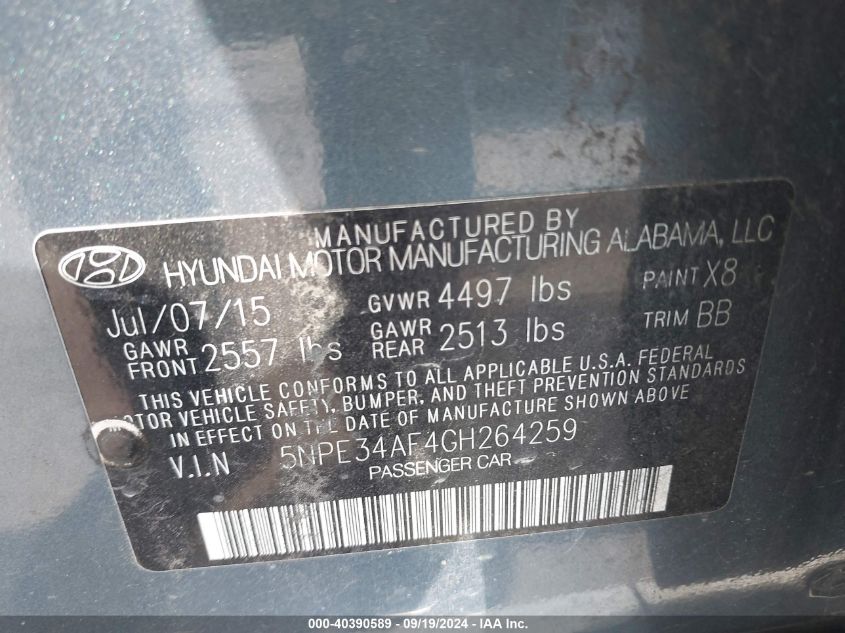 MANUFACTURED BY
HYUNDAI MOTOR MANUFACTURING ALABAMA, LLC
Jul/07/15 GVWR 4497 lbs PAINT X8
GAWR FRONT 2557 lbs GAWR REAR 2513 lbs TRIM BB
THIS VEHICLE CONFORMS TO ALL APPLICABLE U.S.A. FEDERAL
MOTOR VEHICLE SAFETY, BUMPER, AND THEFT PREVENTION STANDARDS
IN EFFECT ON THE DATE OF MANUFACTURE SHOWN ABOVE
V.I.N 5NPE34AF4GH264259
PASSENGER CAR
000-40390589 - 09/19/2024 - IAA Inc.